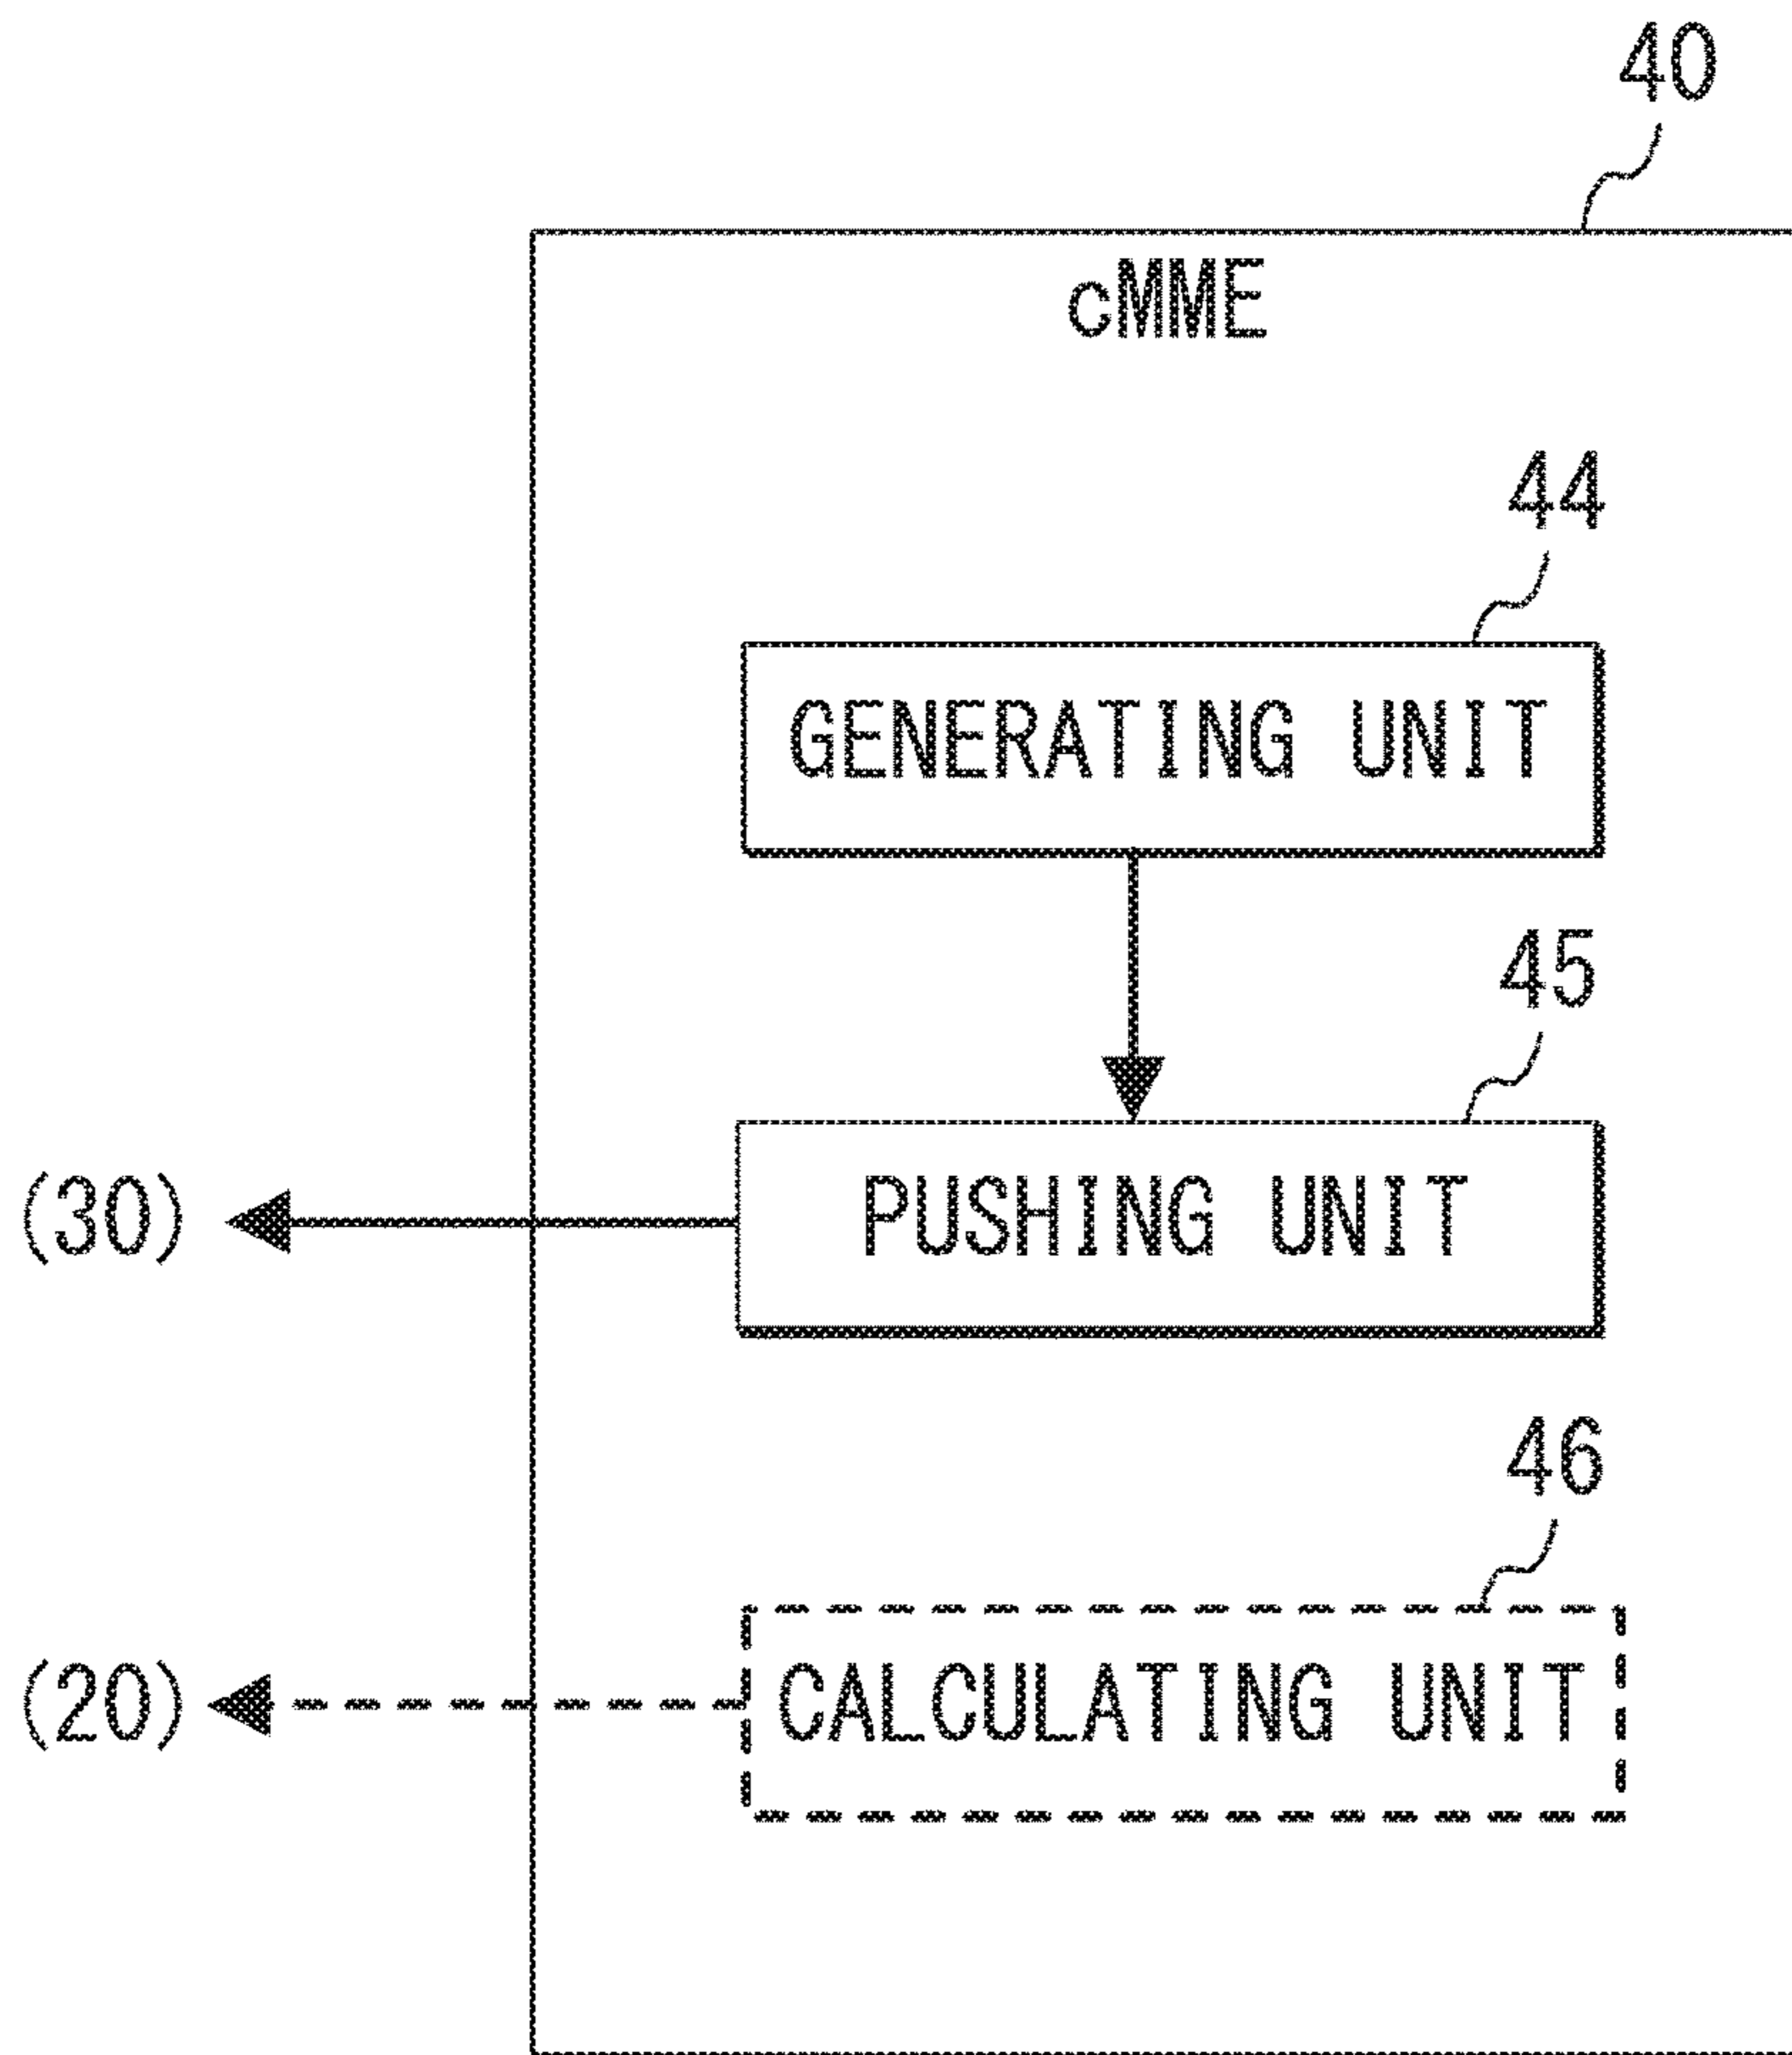 40
cMME
44
GENERATING UNIT
45
(30)
PUSHING UNIT
46
(20)
CALCULATING UNIT